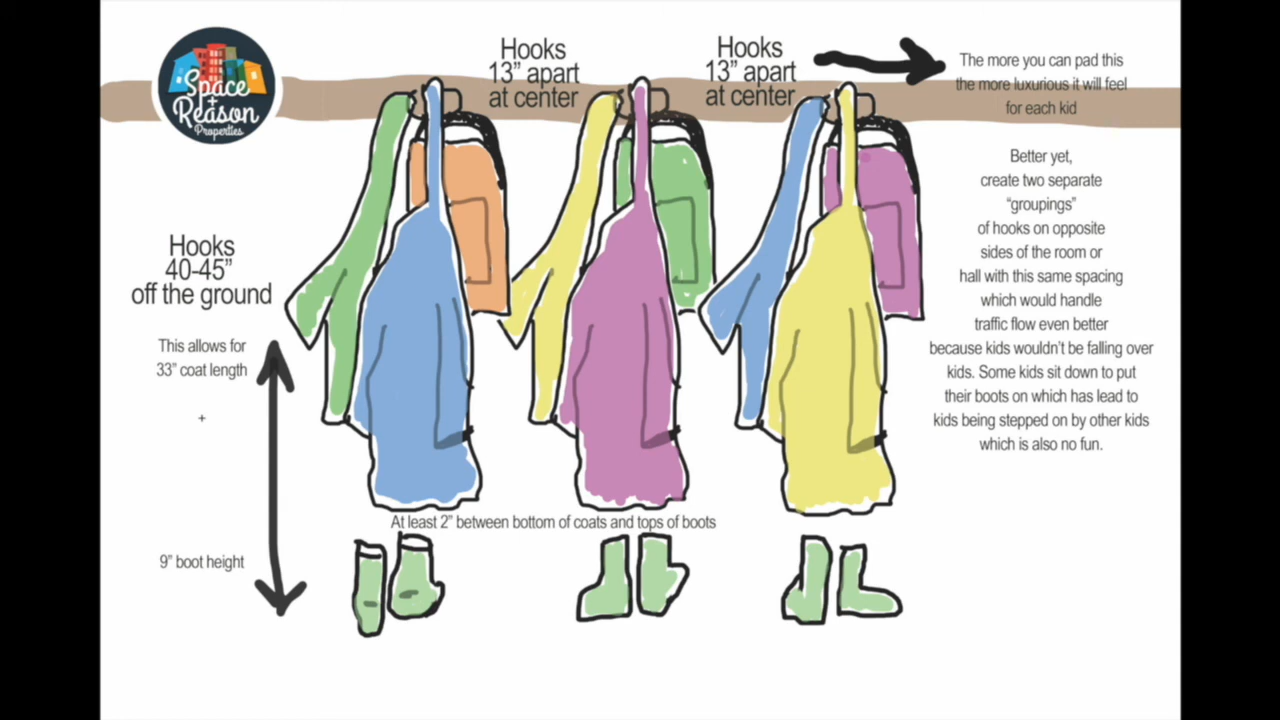 Space
+
Reason
Properties
Hooks
13” apart
at center
Hooks
13” apart
at center
The more you can pad this
the more luxurious it will feel
for each kid
Better yet,
create two separate
“groupings”
of hooks on opposite
sides of the room or
hall with this same spacing
which would handle
traffic flow even better
because kids wouldn’t be falling over
kids. Some kids sit down to put
their boots on which has lead to
kids being stepped on by other kids
which is also no fun.
Hooks
40-45”
off the ground
This allows for
33” coat length
+
9” boot height
At least 2” between bottom of coats and tops of boots